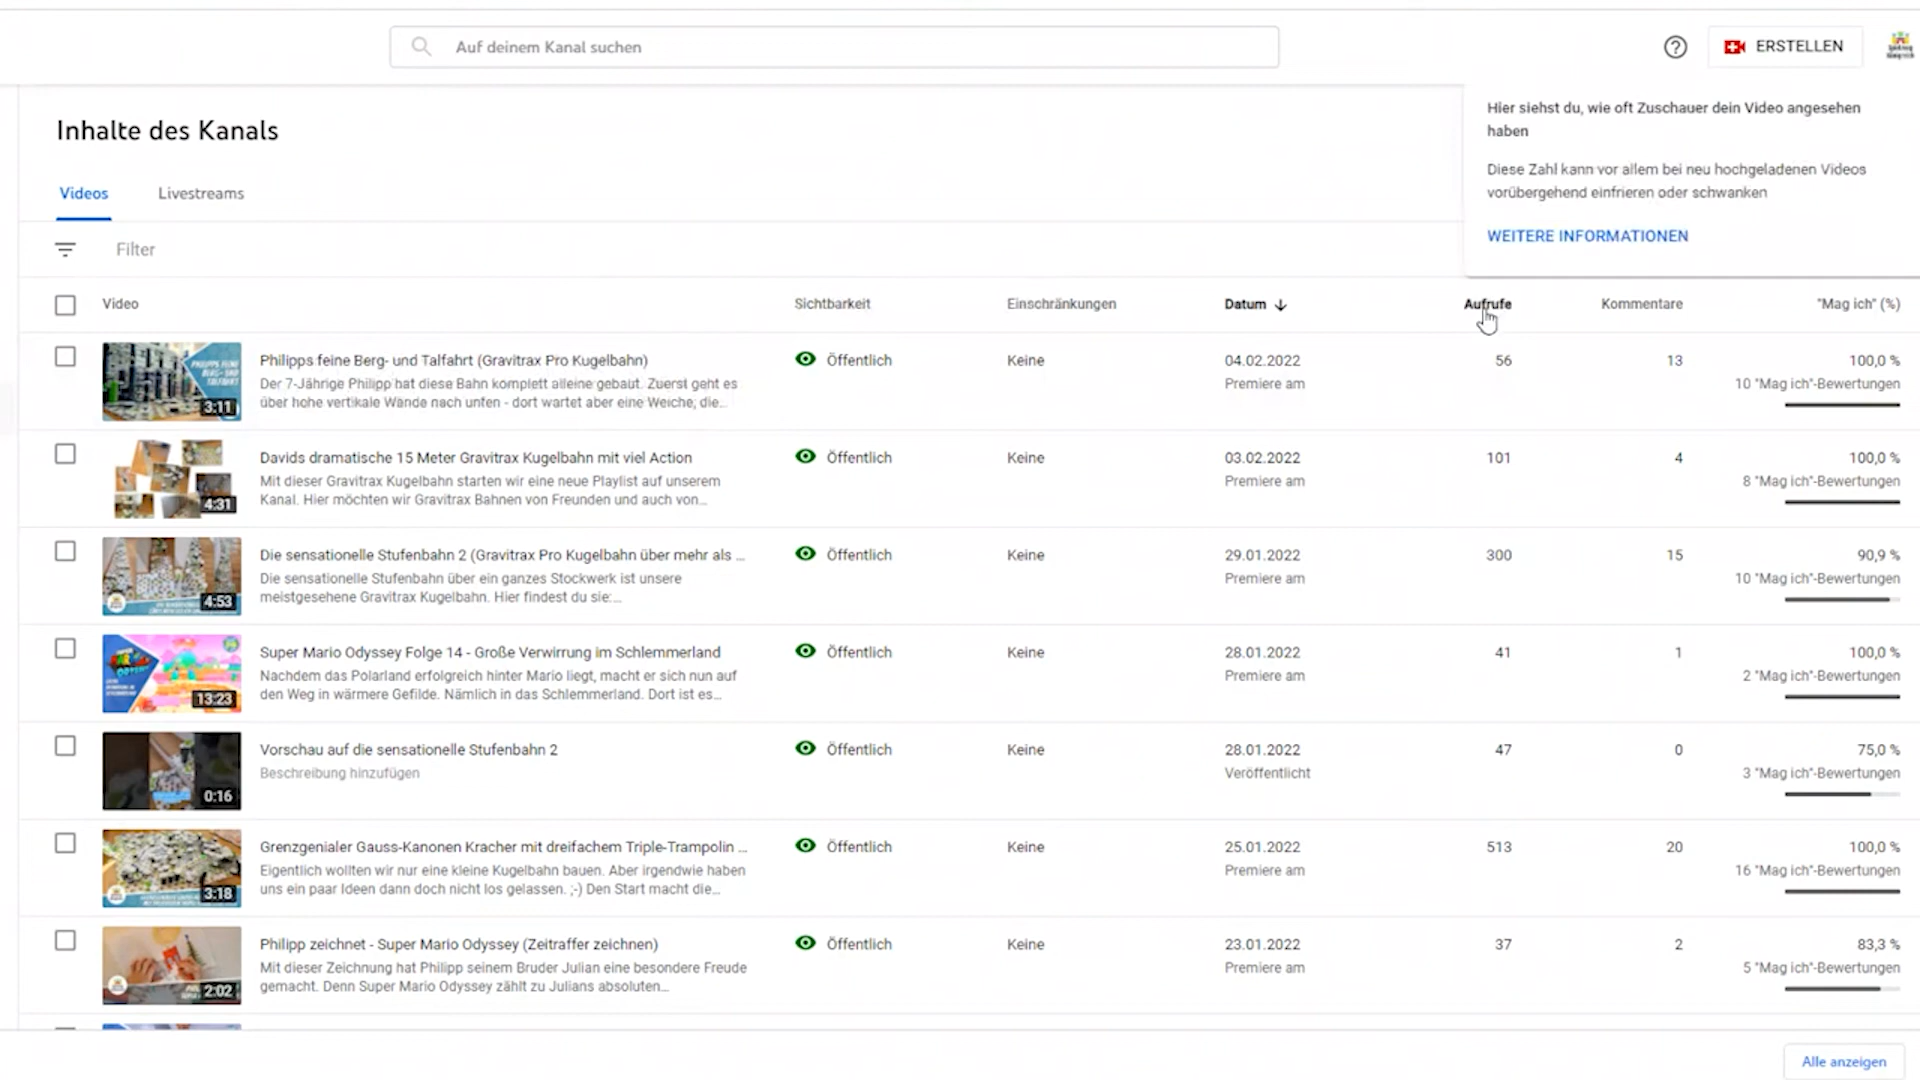 Auf deinem Kanal suchen
ERSTELLEN
Inhalte des Kanals
Hier siehst du, wie oft Zuschauer dein Video angesehen
haben
Diese Zahl kann vor allem bei neu hochgeladenen Videos
vorübergehend einfrieren oder schwanken
WEITERE INFORMATIONEN
Videos Livestreams
Filter
Video Sichtbarkeit Einschränkungen Datum Aufrufe Kommentare "Mag ich" (%)
PHILIPPS FEINE
BERG- UND
TALFAHRT
3:11
Philipps feine Berg- und Talfahrt (Gravitrax Pro Kugelbahn) Öffentlich Keine 04.02.2022 56 13 100,0 %
Der 7-Jährige Philipp hat diese Bahn komplett alleine gebaut. Zuerst geht es Premiere am 10 "Mag ich"-Bewertungen
über hohe vertikale Wände nach unten - dort wartet aber eine Weiche, die...
4:31
Davids dramatische 15 Meter Gravitrax Kugelbahn mit viel Action Öffentlich Keine 03.02.2022 101 4 100,0 %
Mit dieser Gravitrax Kugelbahn starten wir eine neue Playlist auf unserem Premiere am 8 "Mag ich"-Bewertungen
Kanal. Hier möchten wir Gravitrax Bahnen von Freunden und auch von...
4:53
Die sensationelle Stufenbahn 2 (Gravitrax Pro Kugelbahn über mehr als ... Öffentlich Keine 29.01.2022 300 15 90,9 %
Die sensationelle Stufenbahn über ein ganzes Stockwerk ist unsere Premiere am 10 "Mag ich"-Bewertungen
meistgesehene Gravitrax Kugelbahn. Hier findest du sie:...
13:23
Super Mario Odyssey Folge 14 - Große Verwirrung im Schlemmerland Öffentlich Keine 28.01.2022 41 1 100,0 %
Nachdem das Polarland erfolgreich hinter Mario liegt, macht er sich nun auf Premiere am 2 "Mag ich"-Bewertungen
den Weg in wärmere Gefilde. Nämlich in das Schlemmerland. Dort ist es...
0:16
Vorschau auf die sensationelle Stufenbahn 2 Öffentlich Keine 28.01.2022 47 0 75,0 %
Beschreibung hinzufügen Veröffentlicht 3 "Mag ich"-Bewertungen
3:18
Grenzgenialer Gauss-Kanonen Kracher mit dreifachem Triple-Trampolin ... Öffentlich Keine 25.01.2022 513 20 100,0 %
Eigentlich wollten wir nur eine kleine Kugelbahn bauen. Aber irgendwie haben Premiere am 16 "Mag ich"-Bewertungen
uns ein paar Ideen dann doch nicht los gelassen. ;-) Den Start macht die...
2:02
Philipp zeichnet - Super Mario Odyssey (Zeitraffer zeichnen) Öffentlich Keine 23.01.2022 37 2 83,3 %
Mit dieser Zeichnung hat Philipp seinem Bruder Julian eine besondere Freude Premiere am 5 "Mag ich"-Bewertungen
gemacht. Denn Super Mario Odyssey zählt zu Julians absoluten...
Alle anzeigen